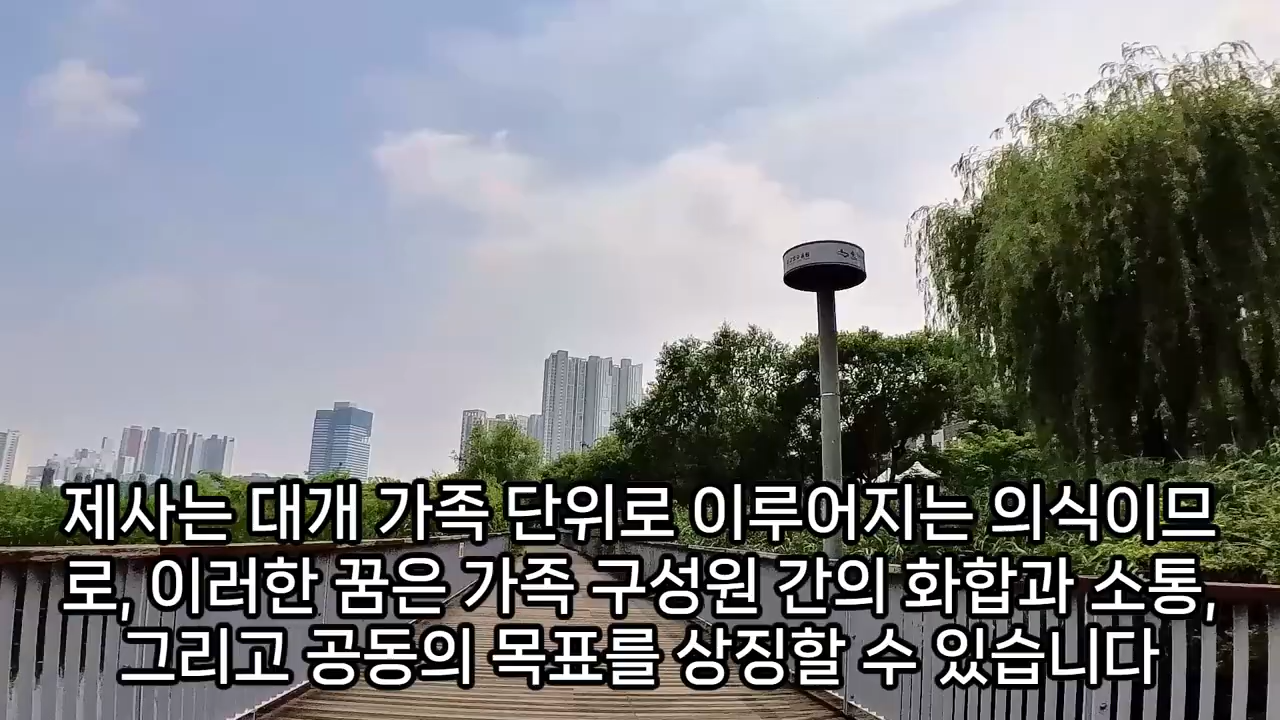 제사는 대개 가족 단위로 이루어지는 의식이므
로, 이러한 꿈은 가족 구성원 간의 화합과 소통,
그리고 공동의 목표를 상징할 수 있습니다